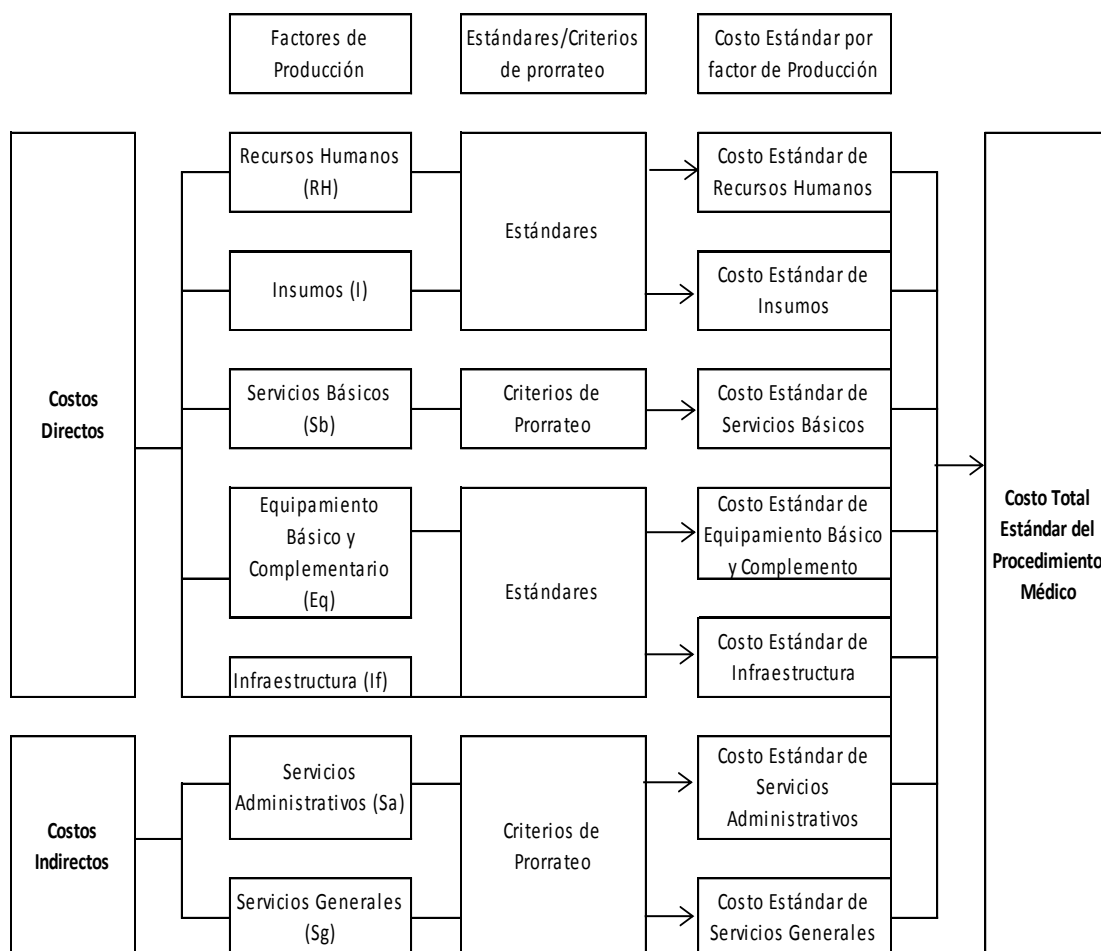 Factores de
Producción
Estándares/Criterios
de prorrateo
Costo Estándar por
factor de Producción
Costos
Directos
Recursos Humanos
(RH)
Insumos (I)
Servicios Básicos
(Sb)
Equipamiento
Básico y
Complementario
(Eq)
Infraestructura (If)
Estándares
Criterios de
Prorrateo
Estándares
Costo Estándar de
Recursos Humanos
Costo Estándar de
Insumos
Costo Estándar de
Servicios Básicos
Costo Estándar de
Equipamiento Básico
y Complemento
Costo Estándar de
Infraestructura
Costos
Indirectos
Servicios
Administrativos (Sa)
Servicios Generales
(Sg)
Criterios de
Prorrateo
Costo Estándar de
Servicios
Administrativos
Costo Estándar de
Servicios Generales
Costo Total
Estándar del
Procedimiento
Médico